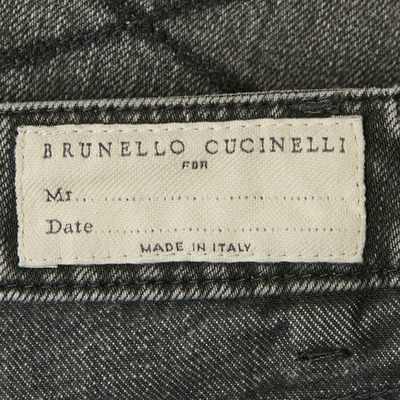 BRUNELLO CUCINELLI
FOR
Mr.....................................
Date ................................
MADE IN ITALY